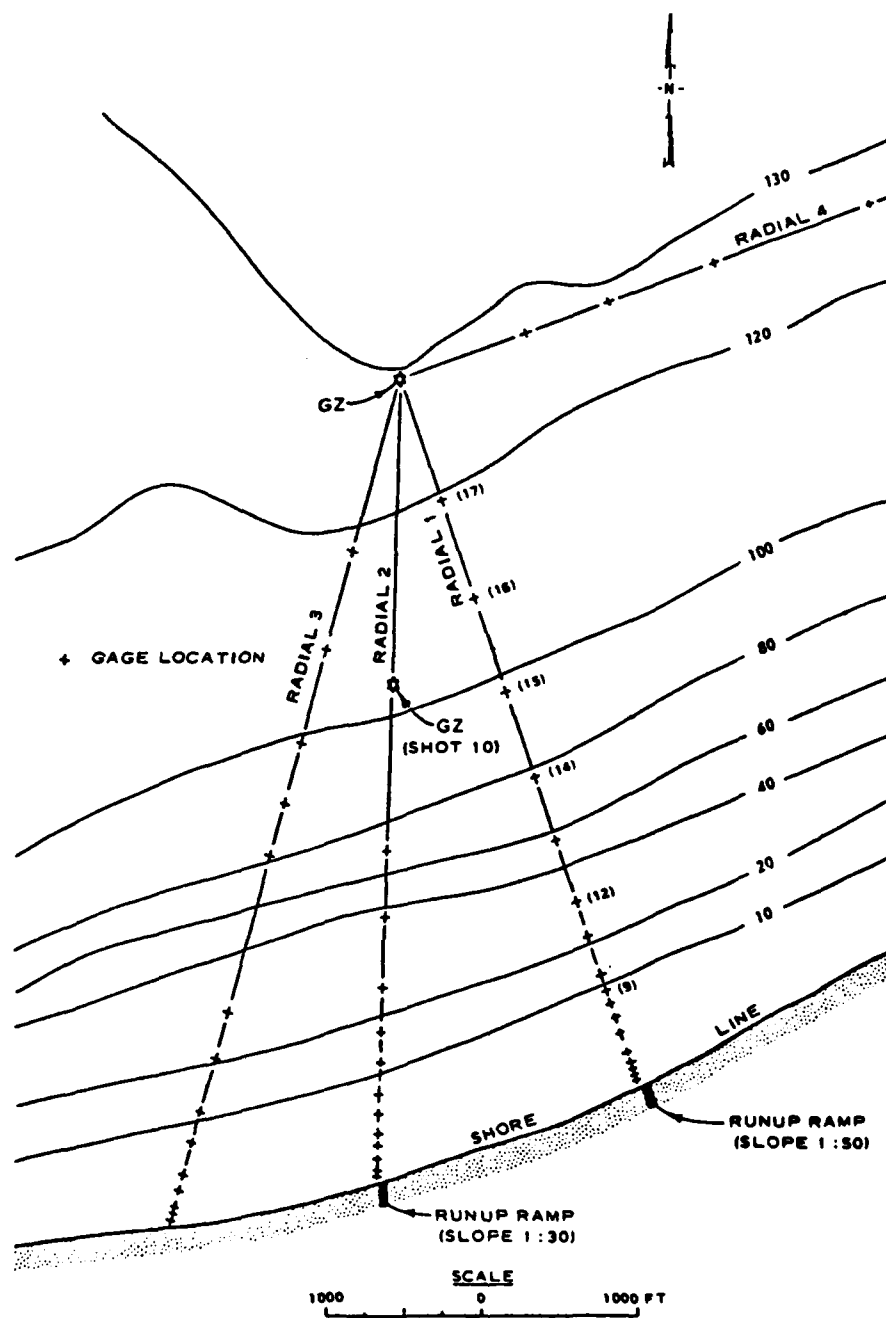 -N-
130
RADIAL 4
120
GZ
(17)
100
RADIAL 1
RADIAL 2
(16)
80
RADIAL 3
+ GAGE LOCATION
(15)
60
GZ
(SHOT 10)
(14)
40
20
(12)
10
(9)
LINE
SHORE
RUNUP RAMP
(SLOPE 1:50)
RUNUP RAMP
(SLOPE 1:30)
SCALE
1000 0 1000 FT